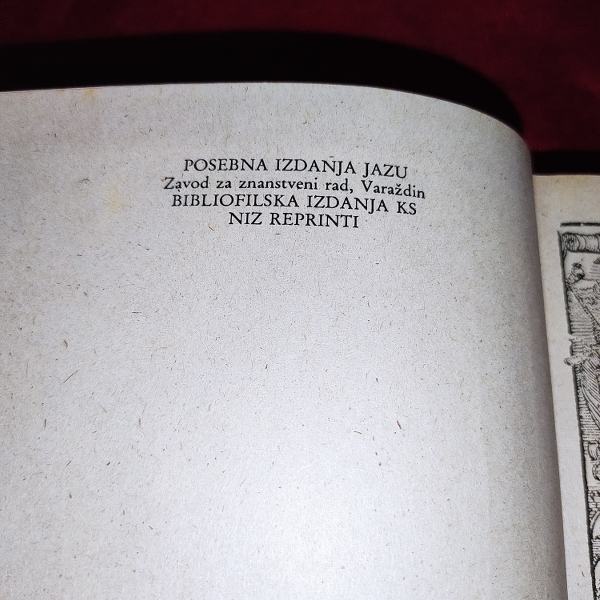 POSEBNA IZDANJA JAZU
Zavod za znanstveni rad, Varaždin
BIBLIOFILSKA IZDANJA KS
NIZ REPRINTI